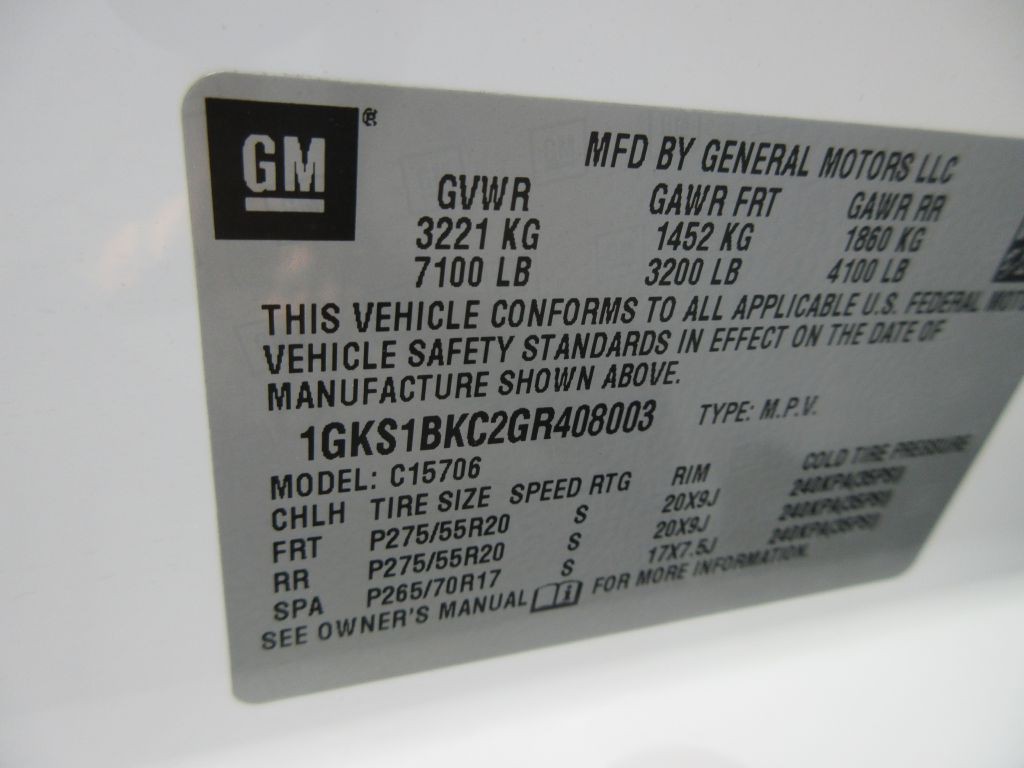 GM®
MFD BY GENERAL MOTORS LLC
GVWR GAWR FRT GAWR RR
3221 KG 1452 KG 1860 KG
7100 LB 3200 LB 4100 LB
THIS VEHICLE CONFORMS TO ALL APPLICABLE U.S. FEDERAL MOTO
VEHICLE SAFETY STANDARDS IN EFFECT ON THE DATE OF
MANUFACTURE SHOWN ABOVE.
1GKS1BKC2GR408003 TYPE: M.P.V.
MODEL: C15706
CHLH TIRE SIZE SPEED RTG RIM COLD TIRE PRESSURE
FRT P275/55R20 S 20X9J 240KPA(35PSI)
RR P275/55R20 S 20X9J 240KPA(35PSI)
SPA P265/70R17 S 17X7.5J 240KPA(35PSI)
SEE OWNER'S MANUAL i FOR MORE INFORMATION.